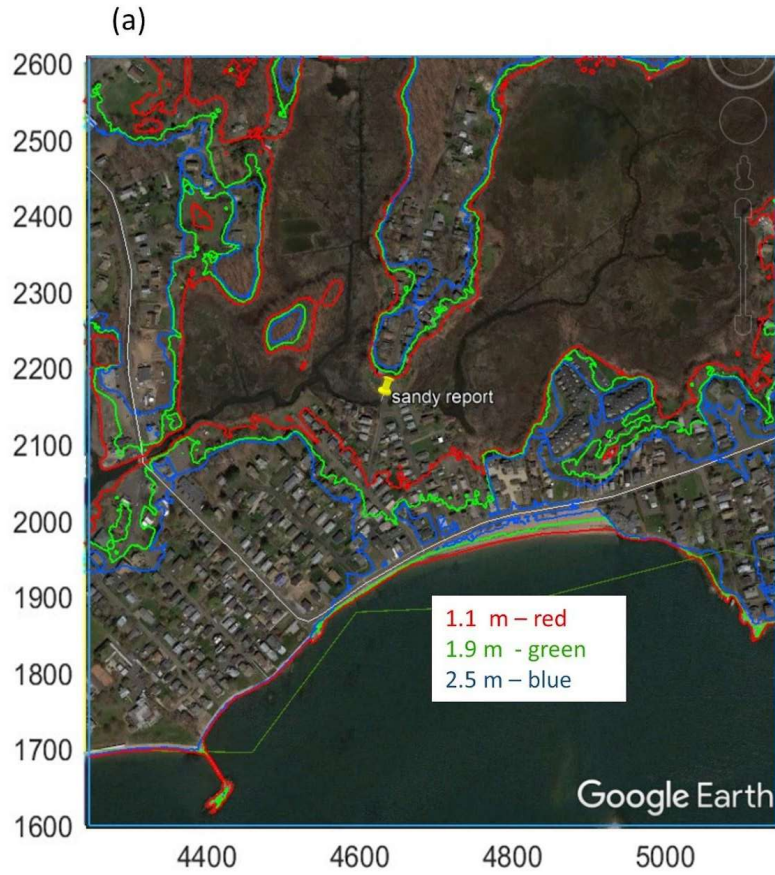 (a)
2600
2500
2400
2300
2200
2100
2000
1900
1800
1700
1600
sandy report
1.1 m – red
1.9 m - green
2.5 m – blue
Google Earth
4400 4600 4800 5000